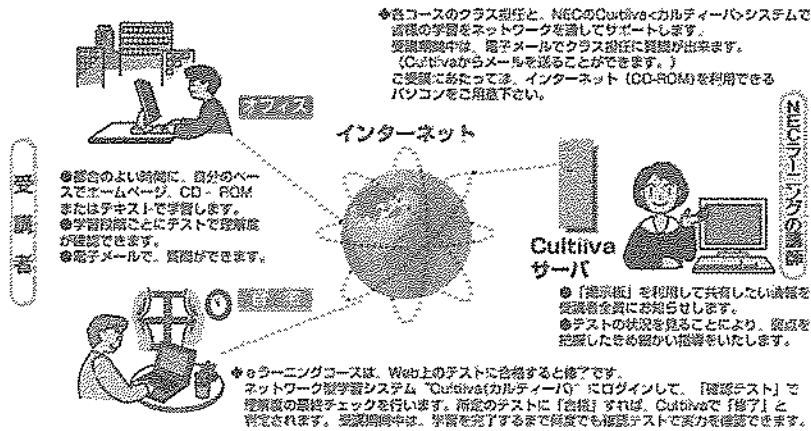 ◆各コースのクラス担任と、NECのCultiiva<カルティーバ>システムで
皆様の学習をネットワークを通してサポートします。
受講期間中は、電子メールでクラス担任に質問が出来ます。
(Cultiivaからメールを送ることができます。)
ご受講にあたっては、インターネット（CD-ROM)を利用できる
パソコンをご用意下さい。
オフィス
インターネット
受講者
●都合のよい時間に、自分のペー
スでホームページ、CD-ROM
またはテキストで学習します。
●学習段階ごとにテストで理解度
が確認できます。
●電子メールで、質問ができます。
Cultiiva
サーバ
NECラーニングの講師
●「掲示板」を利用して共有したい情報を
受講者全員にお知らせします。
●テストの状況を見ることにより、弱点を
把握したきめ細かい指導をいたします。
◆eラーニングコースは、Web上のテストに合格すると修了です。
ネットワーク型学習システム "Cultiiva(カルティーバ)" にログインして、「確認テスト」で
理解度の最終チェックを行います。所定のテストに「合格」すれば、Cultiivaで「修了」と
判定されます。受講期間中は、学習を完了するまで何度でも確認テストで実力を確認できます。